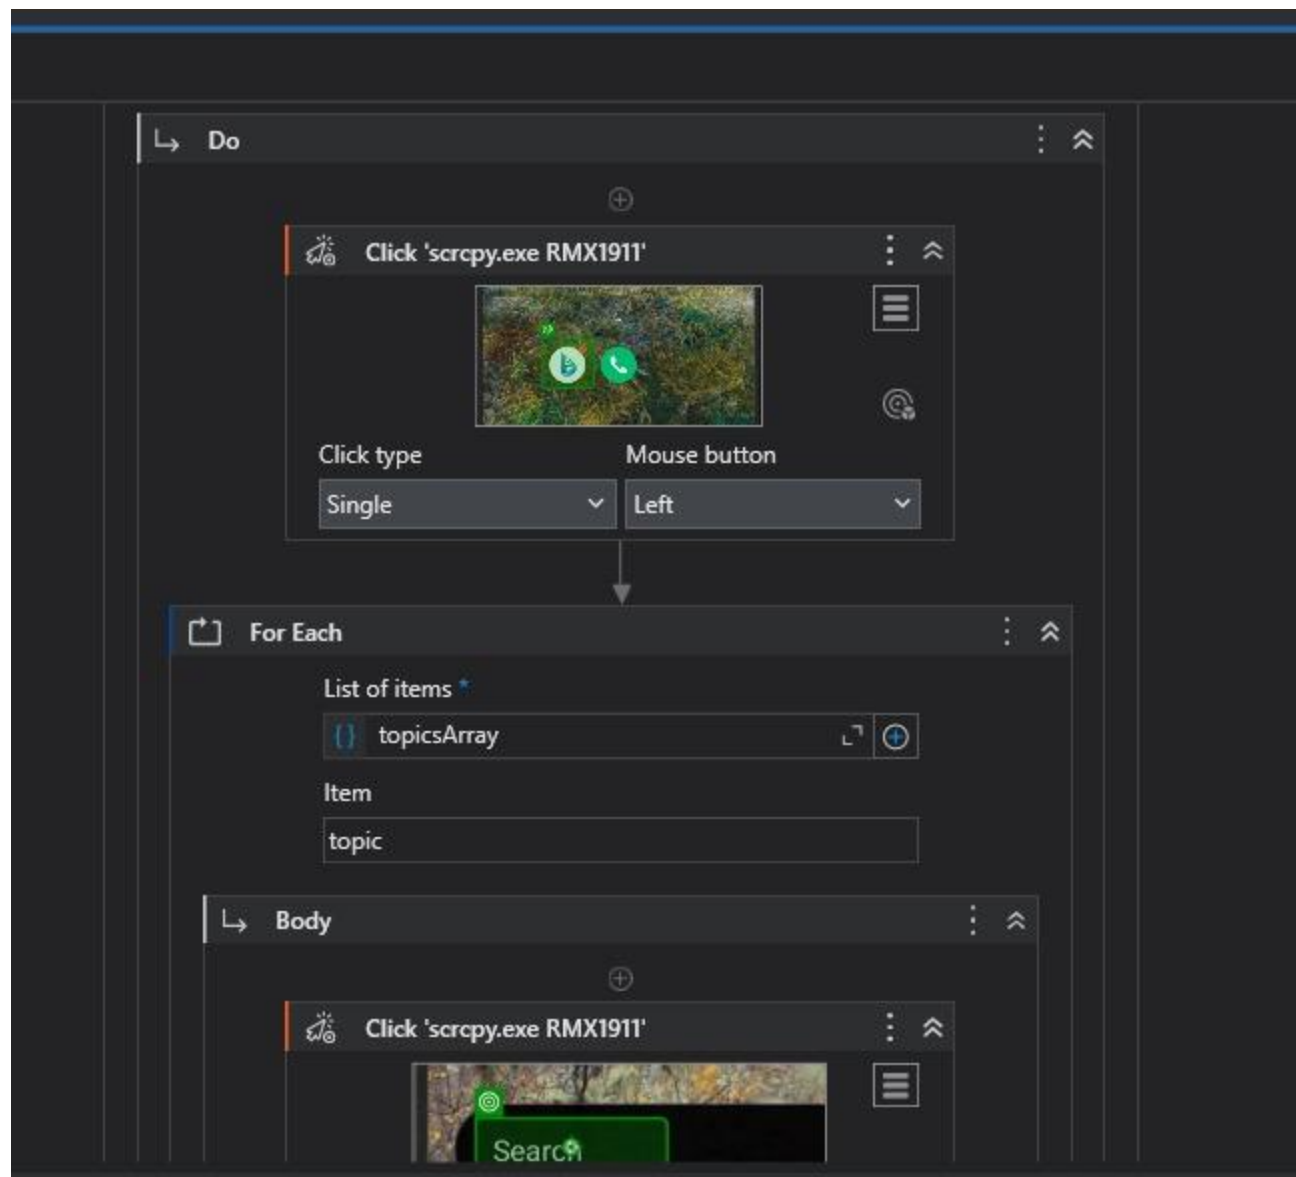 Do
Click 'scrcpy.exe RMX1911'
Click type Mouse button
Single Left
For Each
List of items *
{} topicsArray
Item
topic
Body
Click 'scrcpy.exe RMX1911'
Search